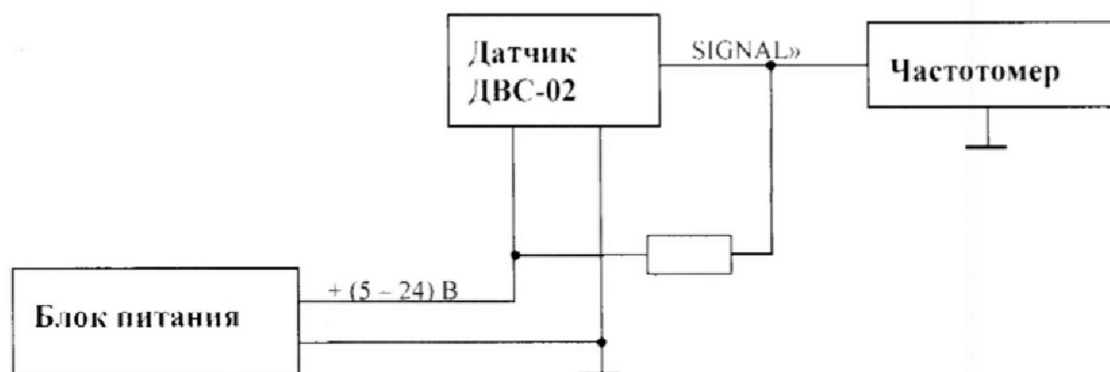 Датчик
ДВС-02
SIGNAL»
Частотомер
+ (5 – 24) В
Блок питания